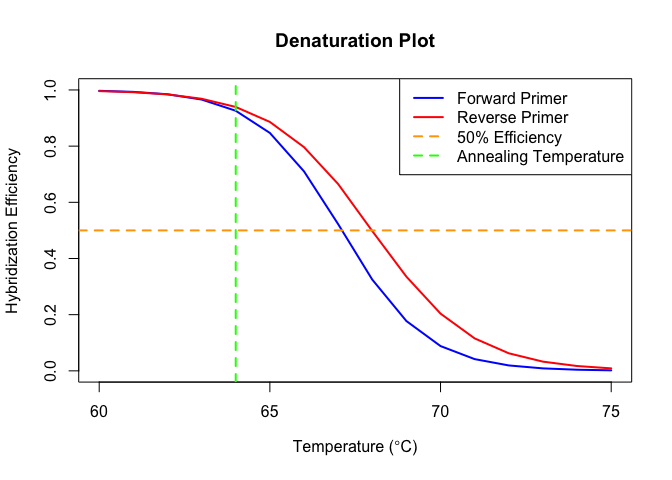 Denaturation Plot
Forward Primer
Reverse Primer
50% Efficiency
Annealing Temperature
Hybridization Efficiency
1.0
0.8
0.6
0.4
0.2
0.0
60
65
70
75
Temperature (°C)